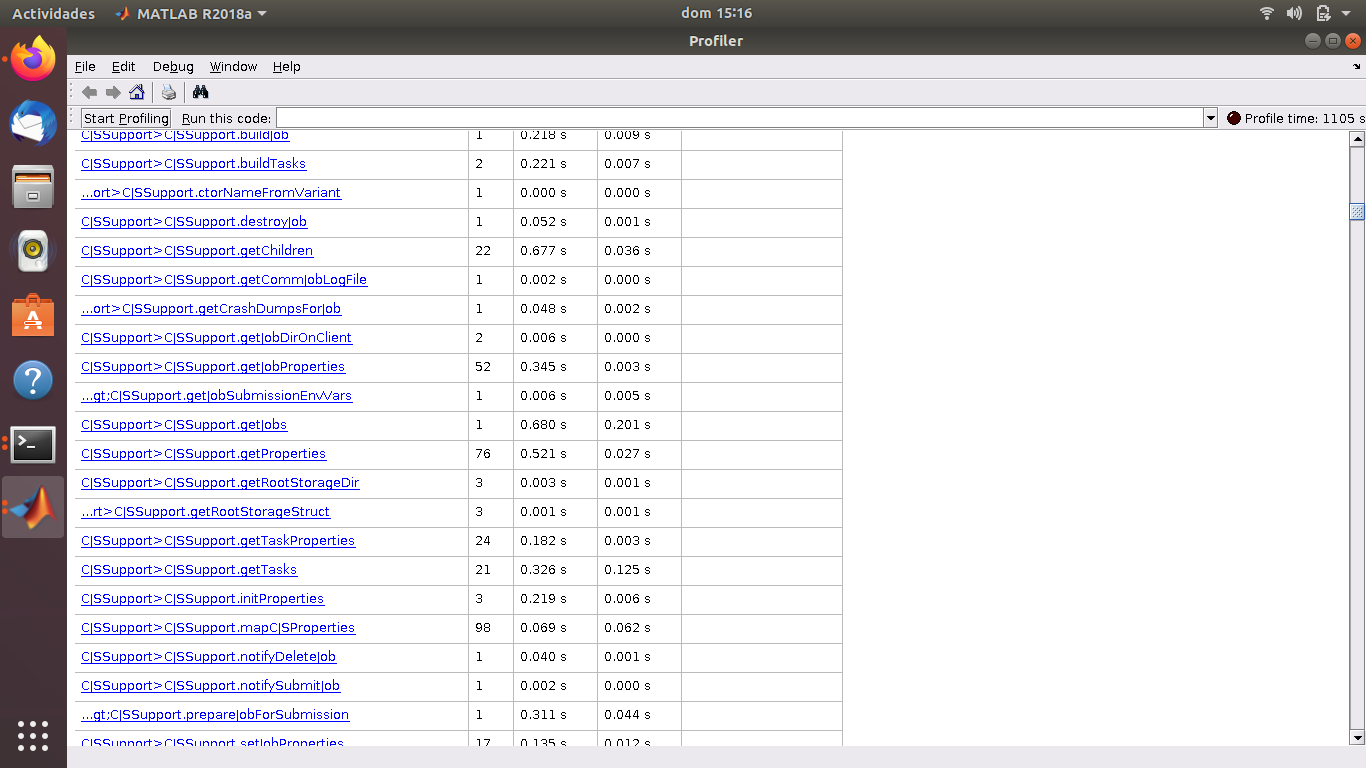 Actividades MATLAB R2018a dom 15:16
Profiler
File Edit Debug Window Help
Start Profiling Run this code: Profile time: 1105 s
CJSSupport>CJSSupport.buildJob 1 0.218 s 0.009 s
CJSSupport>CJSSupport.buildTasks 2 0.221 s 0.007 s
...ort>CJSSupport.ctorNameFromVariant 1 0.000 s 0.000 s
CJSSupport>CJSSupport.destroyJob 1 0.052 s 0.001 s
CJSSupport>CJSSupport.getChildren 22 0.677 s 0.036 s
CJSSupport>CJSSupport.getCommJobLogFile 1 0.002 s 0.000 s
...ort>CJSSupport.getCrashDumpsForJob 1 0.048 s 0.002 s
CJSSupport>CJSSupport.getJobDirOnClient 2 0.006 s 0.000 s
CJSSupport>CJSSupport.getJobProperties 52 0.345 s 0.003 s
...gt;CJSSupport.getJobSubmissionEnvVars 1 0.006 s 0.005 s
CJSSupport>CJSSupport.getJobs 1 0.680 s 0.201 s
CJSSupport>CJSSupport.getProperties 76 0.521 s 0.027 s
CJSSupport>CJSSupport.getRootStorageDir 3 0.003 s 0.001 s
...rt>CJSSupport.getRootStorageStruct 3 0.001 s 0.001 s
CJSSupport>CJSSupport.getTaskProperties 24 0.182 s 0.003 s
CJSSupport>CJSSupport.getTasks 21 0.326 s 0.125 s
CJSSupport>CJSSupport.initProperties 3 0.219 s 0.006 s
CJSSupport>CJSSupport.mapCJSProperties 98 0.069 s 0.062 s
CJSSupport>CJSSupport.notifyDeleteJob 1 0.040 s 0.001 s
CJSSupport>CJSSupport.notifySubmitJob 1 0.002 s 0.000 s
...gt;CJSSupport.prepareJobForSubmission 1 0.311 s 0.044 s
CJSSupport>CJSSupport.setJobProperties 17 0.135 s 0.012 s